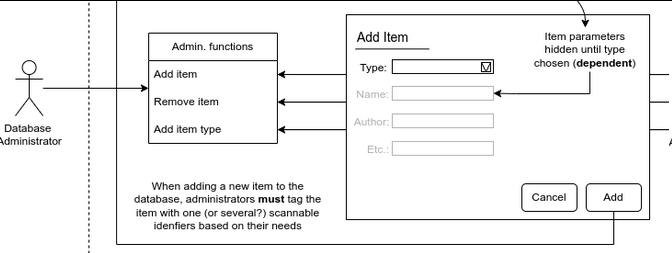 Database
Administrator
Admin. functions
Add item
Remove item
Add item type
When adding a new item to the
database, administrators must tag the
item with one (or several?) scannable
idenfiers based on their needs
Add Item
Type:
Name:
Author:
Etc.:
Item parameters
hidden until type
chosen (dependent)
Cancel
Add